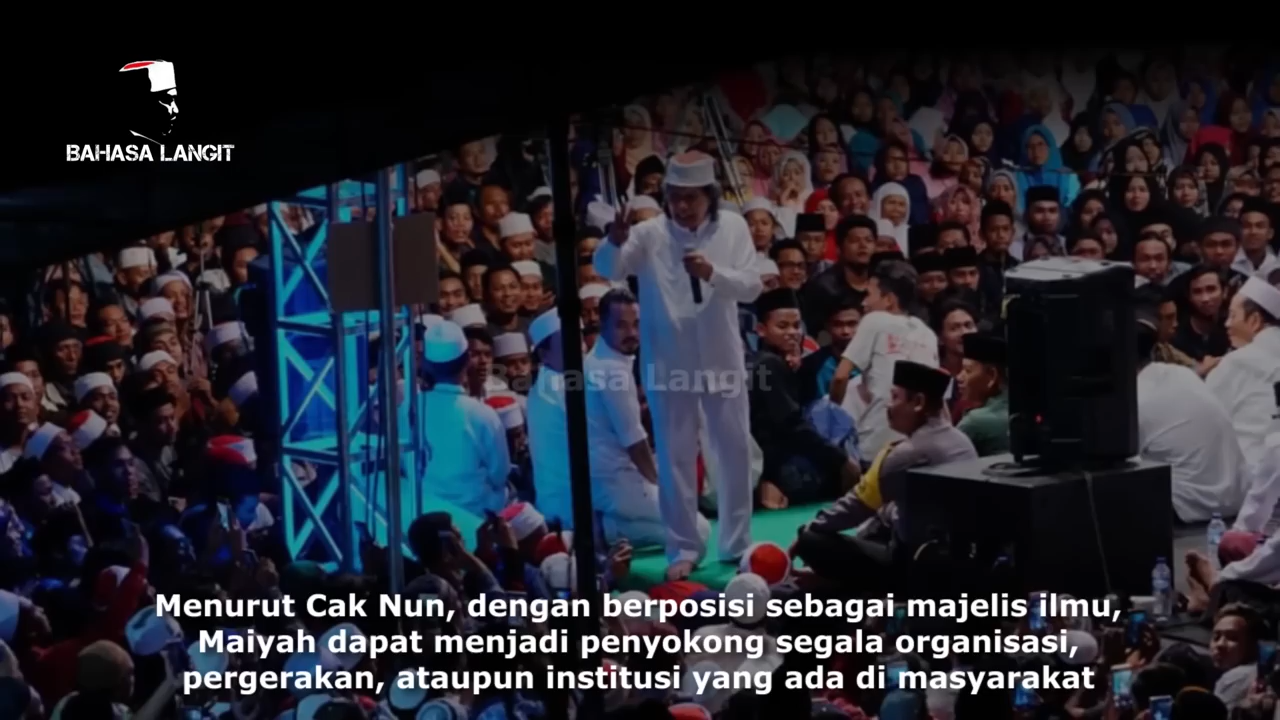 BAHASA LANGIT
Bahasa Langit
Menurut Cak Nun, dengan berposisi sebagai majelis ilmu,
Maiyah dapat menjadi penyokong segala organisasi,
pergerakan, ataupun institusi yang ada di masyarakat